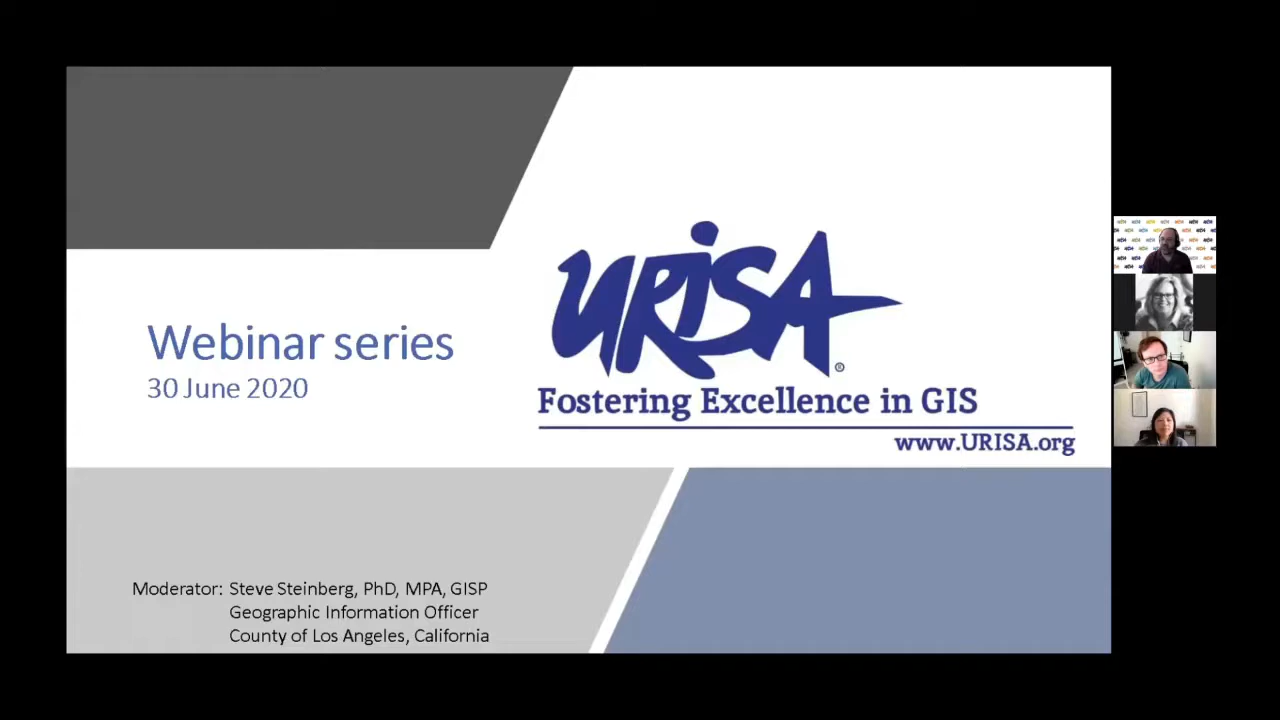 Webinar series
30 June 2020
URISA®
Fostering Excellence in GIS
www.URISA.org
Moderator: Steve Steinberg, PhD, MPA, GISP
Geographic Information Officer
County of Los Angeles, California